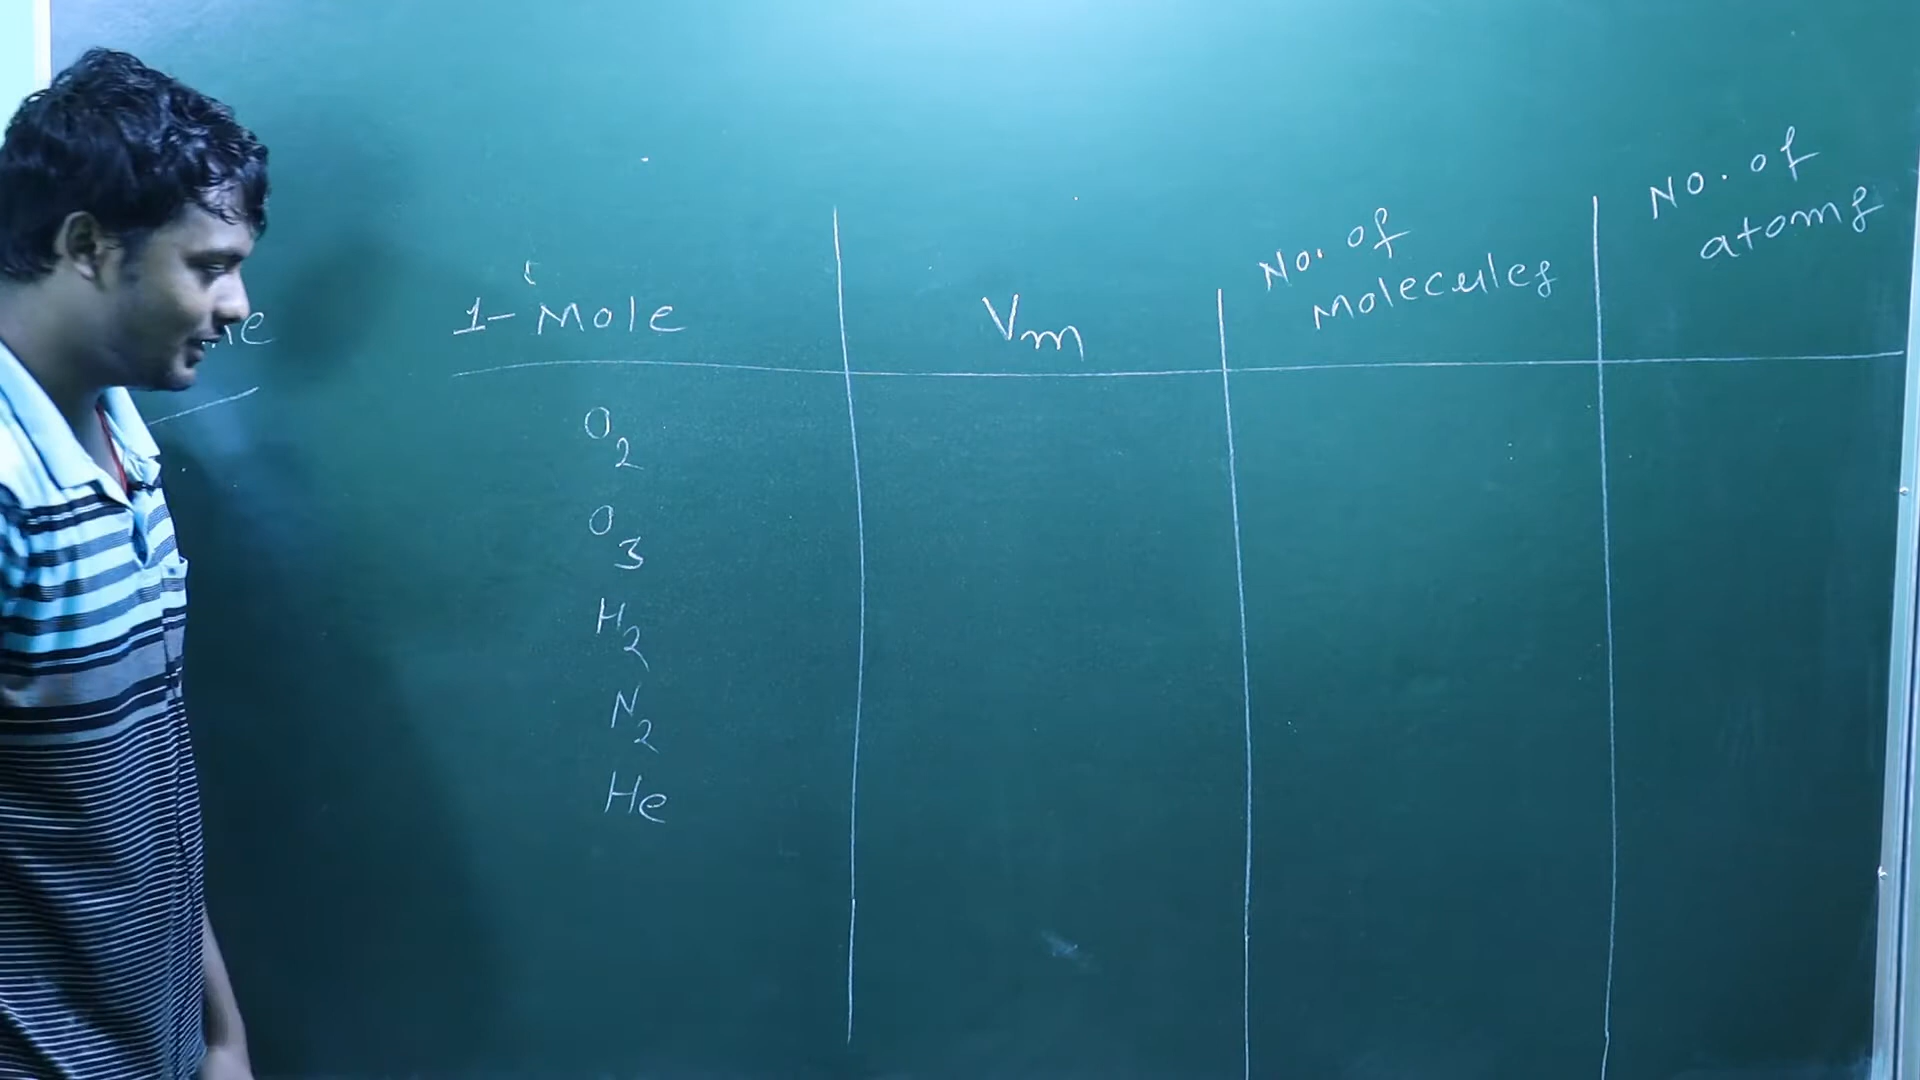 1-Mole
Vm
No. of
Molecules
No. of
atoms
O2
O3
H2
N2
He